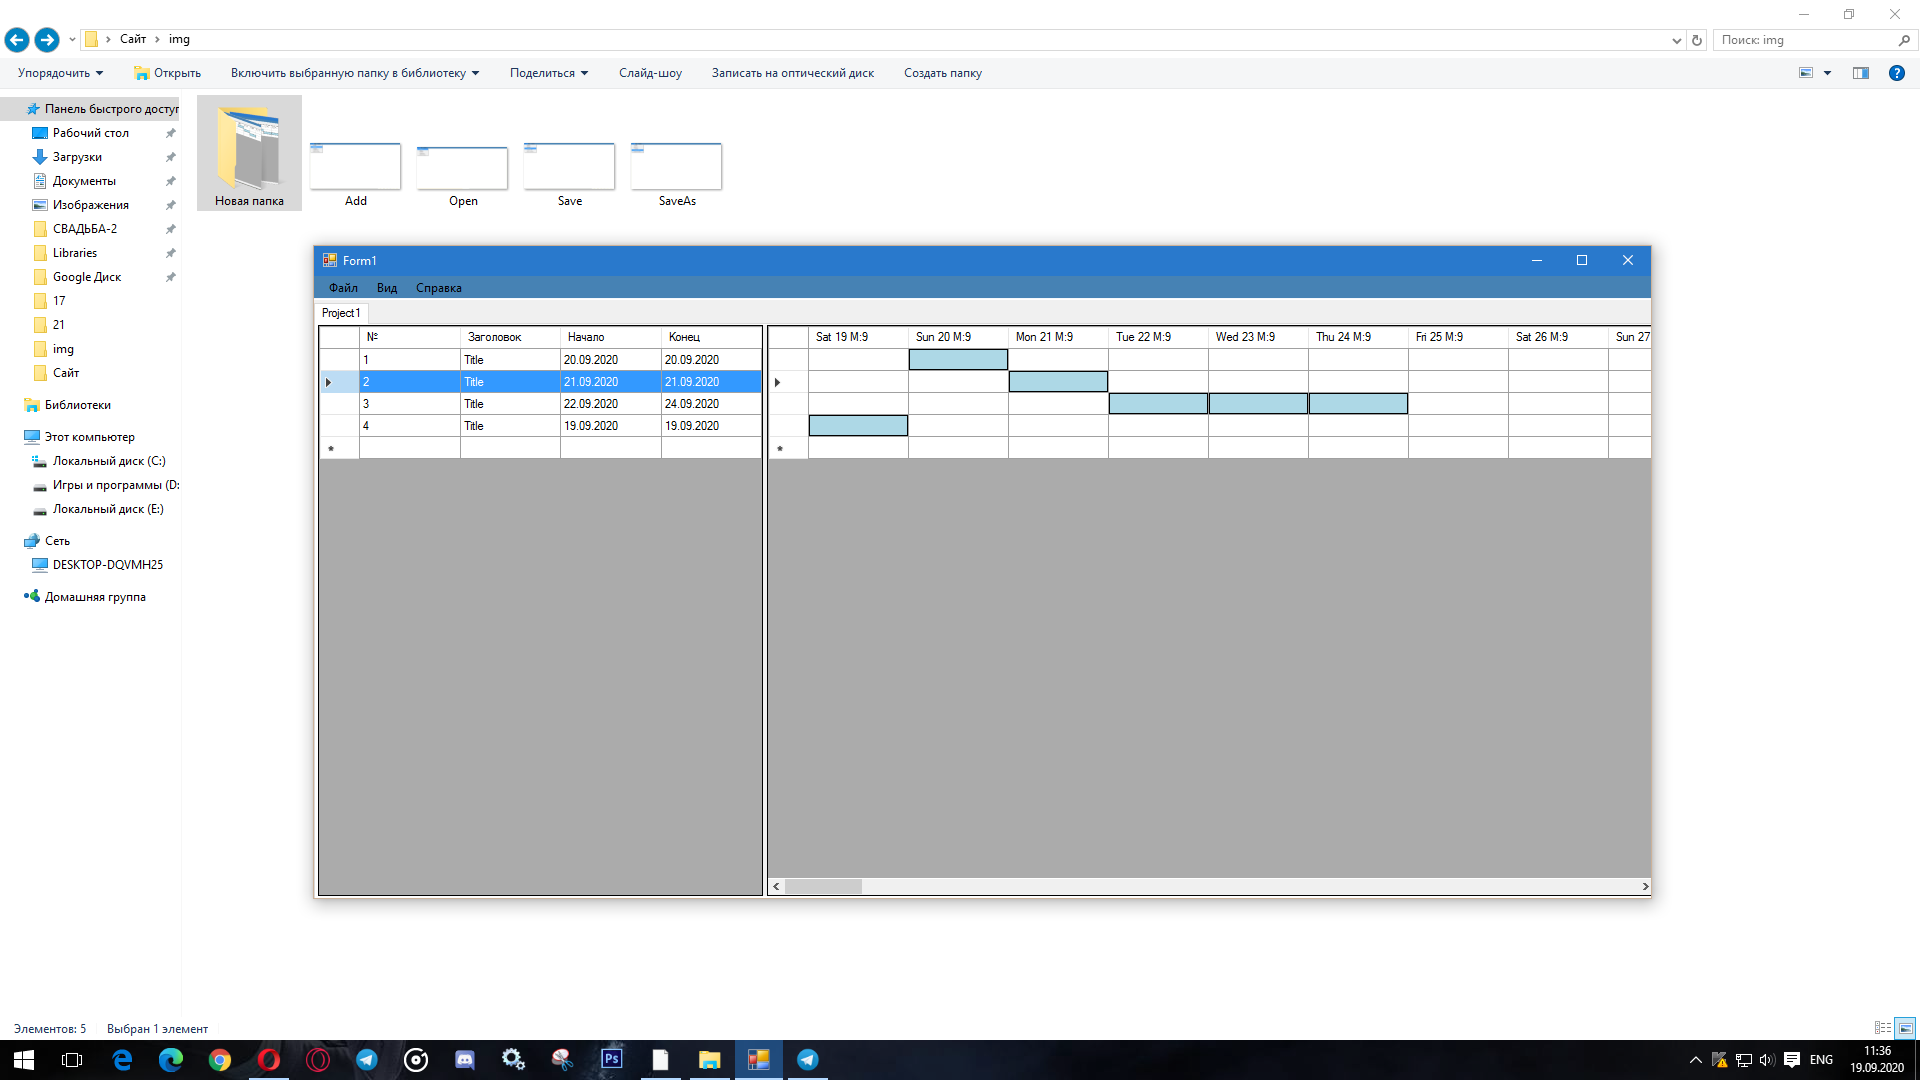 Сайт
img
Поиск: img
Упорядочить
Открыть
Включить выбранную папку в библиотеку
Поделиться
Слайд-шоу
Записать на оптический диск
Создать папку
Панель быстрого доступ
Рабочий стол
Загрузки
Документы
Изображения
СВАДЬБА-2
Libraries
Google Диск
17
21
img
Сайт
Библиотеки
Этот компьютер
Локальный диск (C:)
Игры и программы (D:
Локальный диск (E:)
Сеть
DESKTOP-DQVMH25
Домашняя группа
Новая папка
Add
Open
Save
SaveAs
Form1
Файл Вид Справка
Project1
№ Заголовок Начало Конец
1 Title 20.09.2020 20.09.2020
2 Title 21.09.2020 21.09.2020
3 Title 22.09.2020 24.09.2020
4 Title 19.09.2020 19.09.2020
Sat 19 M:9 Sun 20 M:9 Mon 21 M:9 Tue 22 M:9 Wed 23 M:9 Thu 24 M:9 Fri 25 M:9 Sat 26 M:9 Sun 27
Элементов: 5 Выбран 1 элемент
Ps
ENG
11:36
19.09.2020